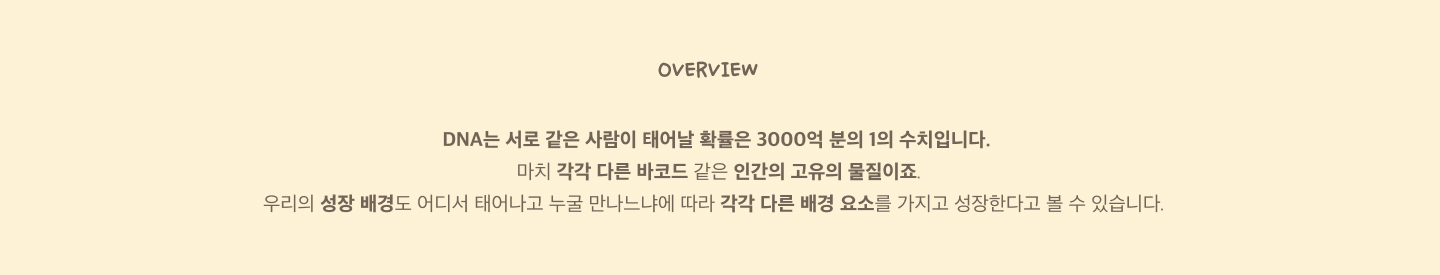 OVERVIEW
DNA는 서로 같은 사람이 태어날 확률은 3000억 분의 1의 수치입니다.
마치 각각 다른 바코드 같은 인간의 고유의 물질이죠.
우리의 성장 배경도 어디서 태어나고 누굴 만나느냐에 따라 각각 다른 배경 요소를 가지고 성장한다고 볼 수 있습니다.